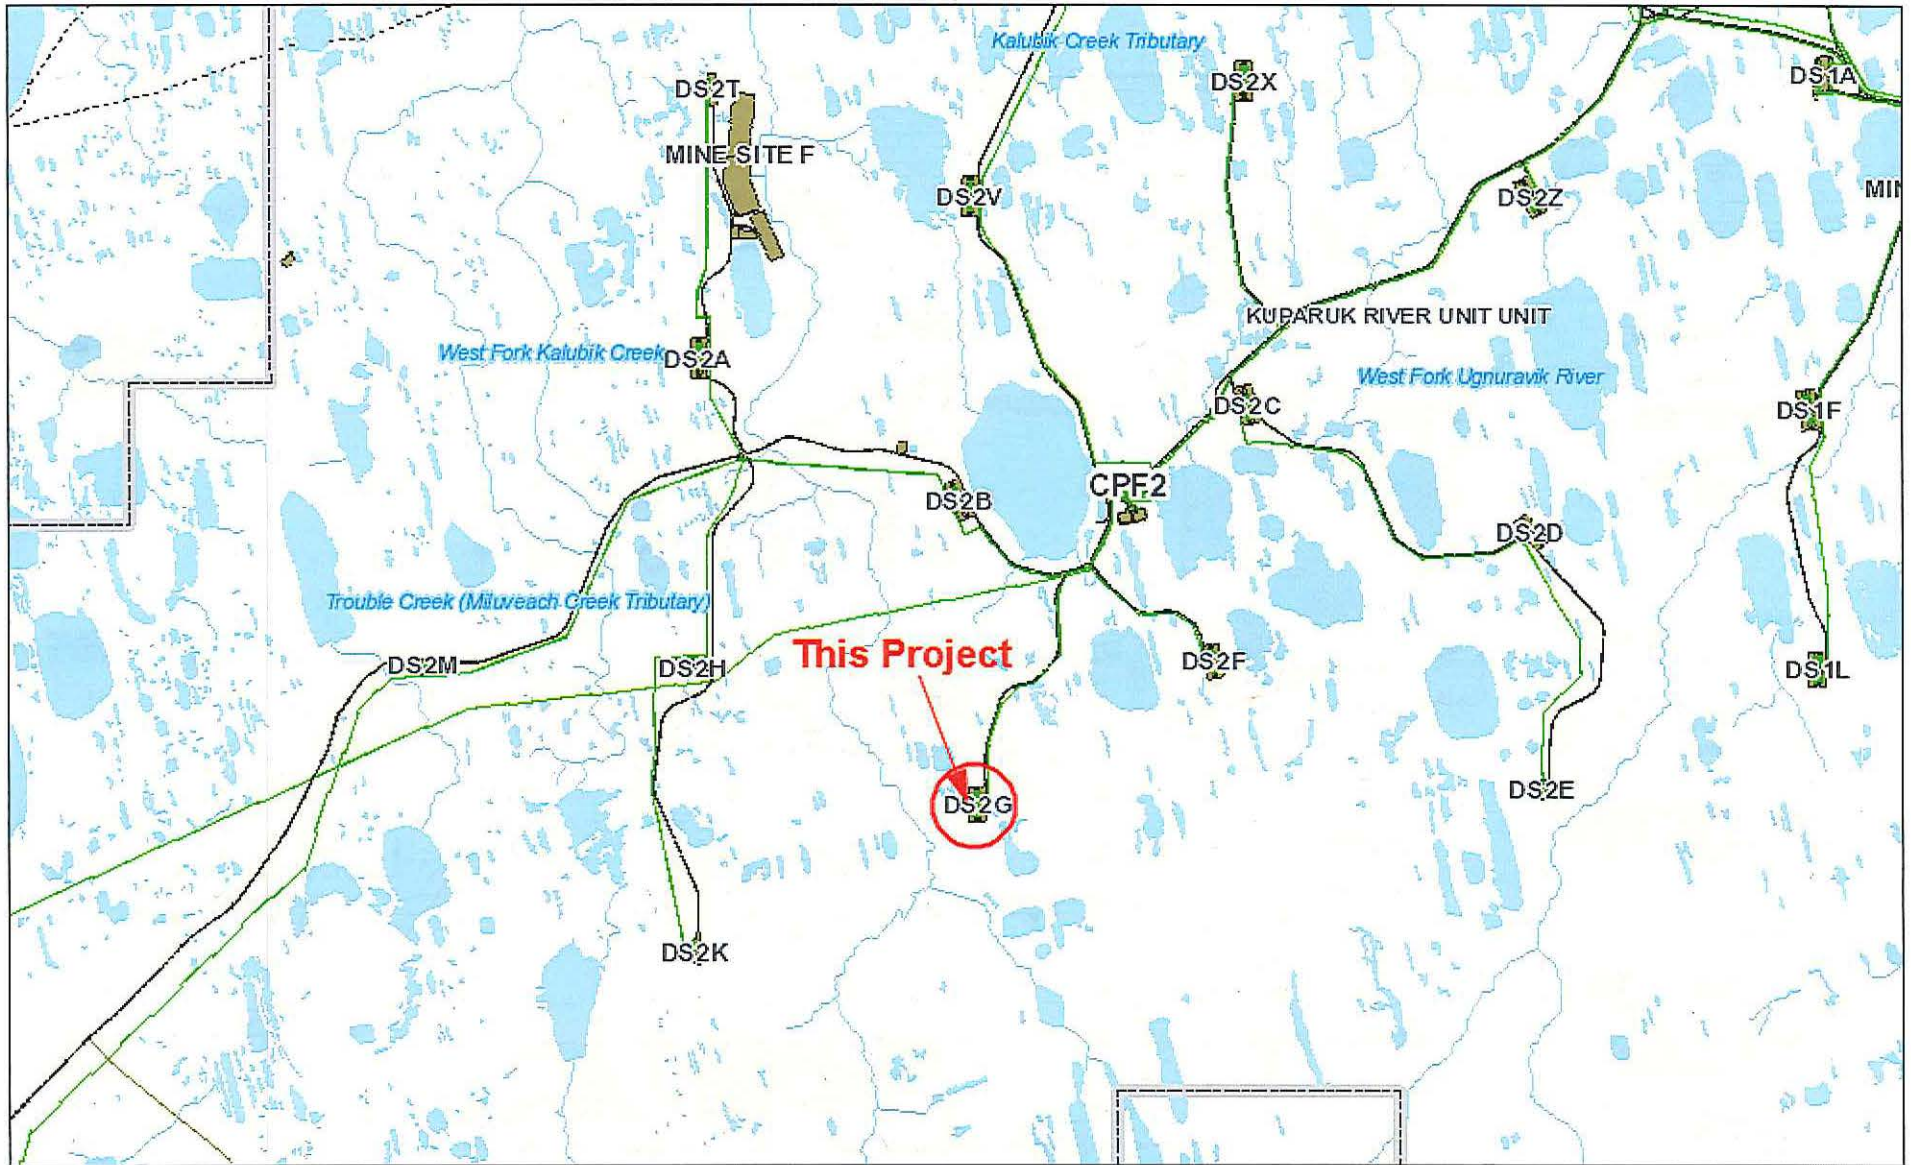 Kalubik Creek Tributary
DS2T
DS2X
DS1A
MINE SITE F
DS2V
DS2Z
MIN
KUPARUK RIVER UNIT UNIT
West Fork Kalubik Creek
DS2A
West Fork Ugnuravik River
DS2C
DS1F
CPF2
DS2B
DS2D
Trouble Creek (Miluveach Creek Tributary)
This Project
DS2M
DS2H
DS2F
DS1L
DS2E
DS2G
DS2K